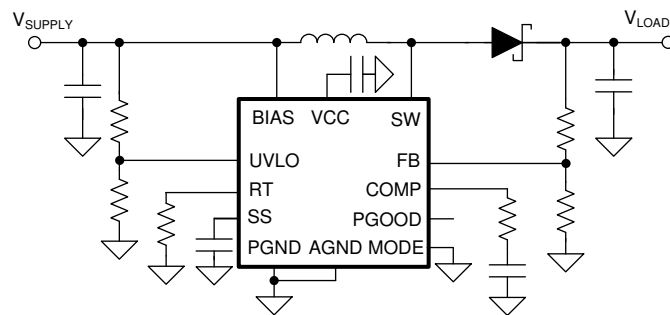 VSUPPLY
VLOAD
BIAS VCC SW
UVLO FB
RT COMP
SS PGOOD
PGND AGND MODE